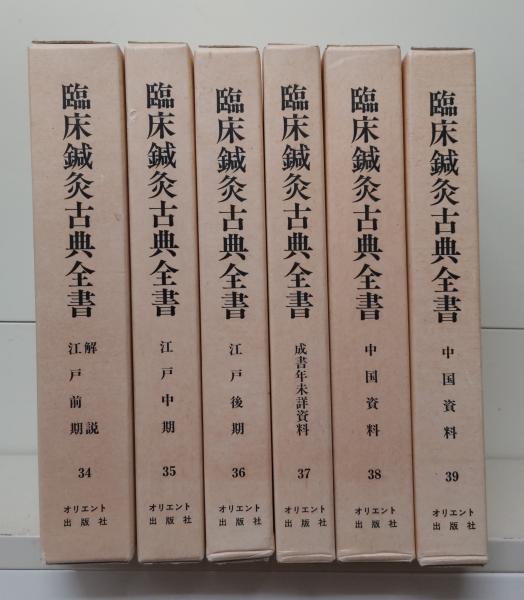 臨床鍼灸古典全書
解説
江戸前期
34
オリエント
出版社
臨床鍼灸古典全書
江戸中期
35
オリエント
出版社
臨床鍼灸古典全書
江戸後期
36
オリエント
出版社
臨床鍼灸古典全書
成書年未詳資料
37
オリエント
出版社
臨床鍼灸古典全書
中国資料
38
オリエント
出版社
臨床鍼灸古典全書
中国資料
39
オリエント
出版社